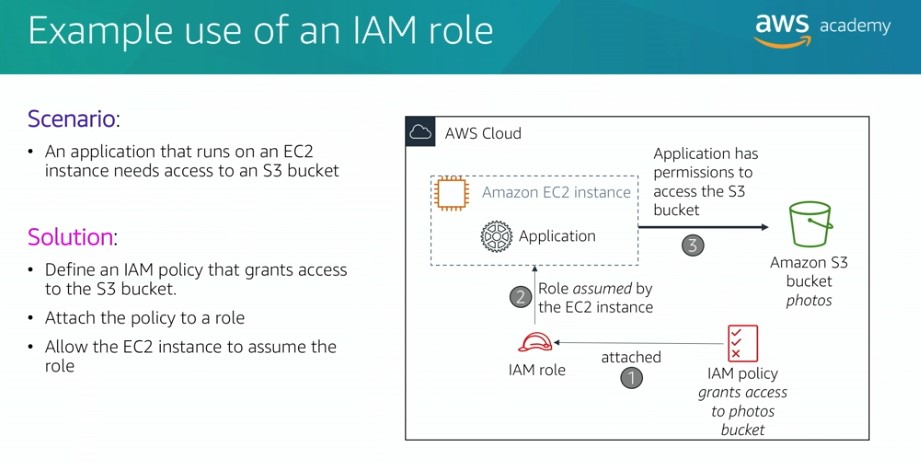 Example use of an IAM role
aws academy
Scenario:
• An application that runs on an EC2
instance needs access to an S3 bucket
Solution:
• Define an IAM policy that grants access
to the S3 bucket.
• Attach the policy to a role
• Allow the EC2 instance to assume the
role
AWS Cloud
Amazon EC2 instance
Application
Application has
permissions to
access the S3
bucket
3
Amazon S3
bucket
photos
2
Role assumed by
the EC2 instance
IAM role
attached
1
IAM policy
grants access
to photos
bucket